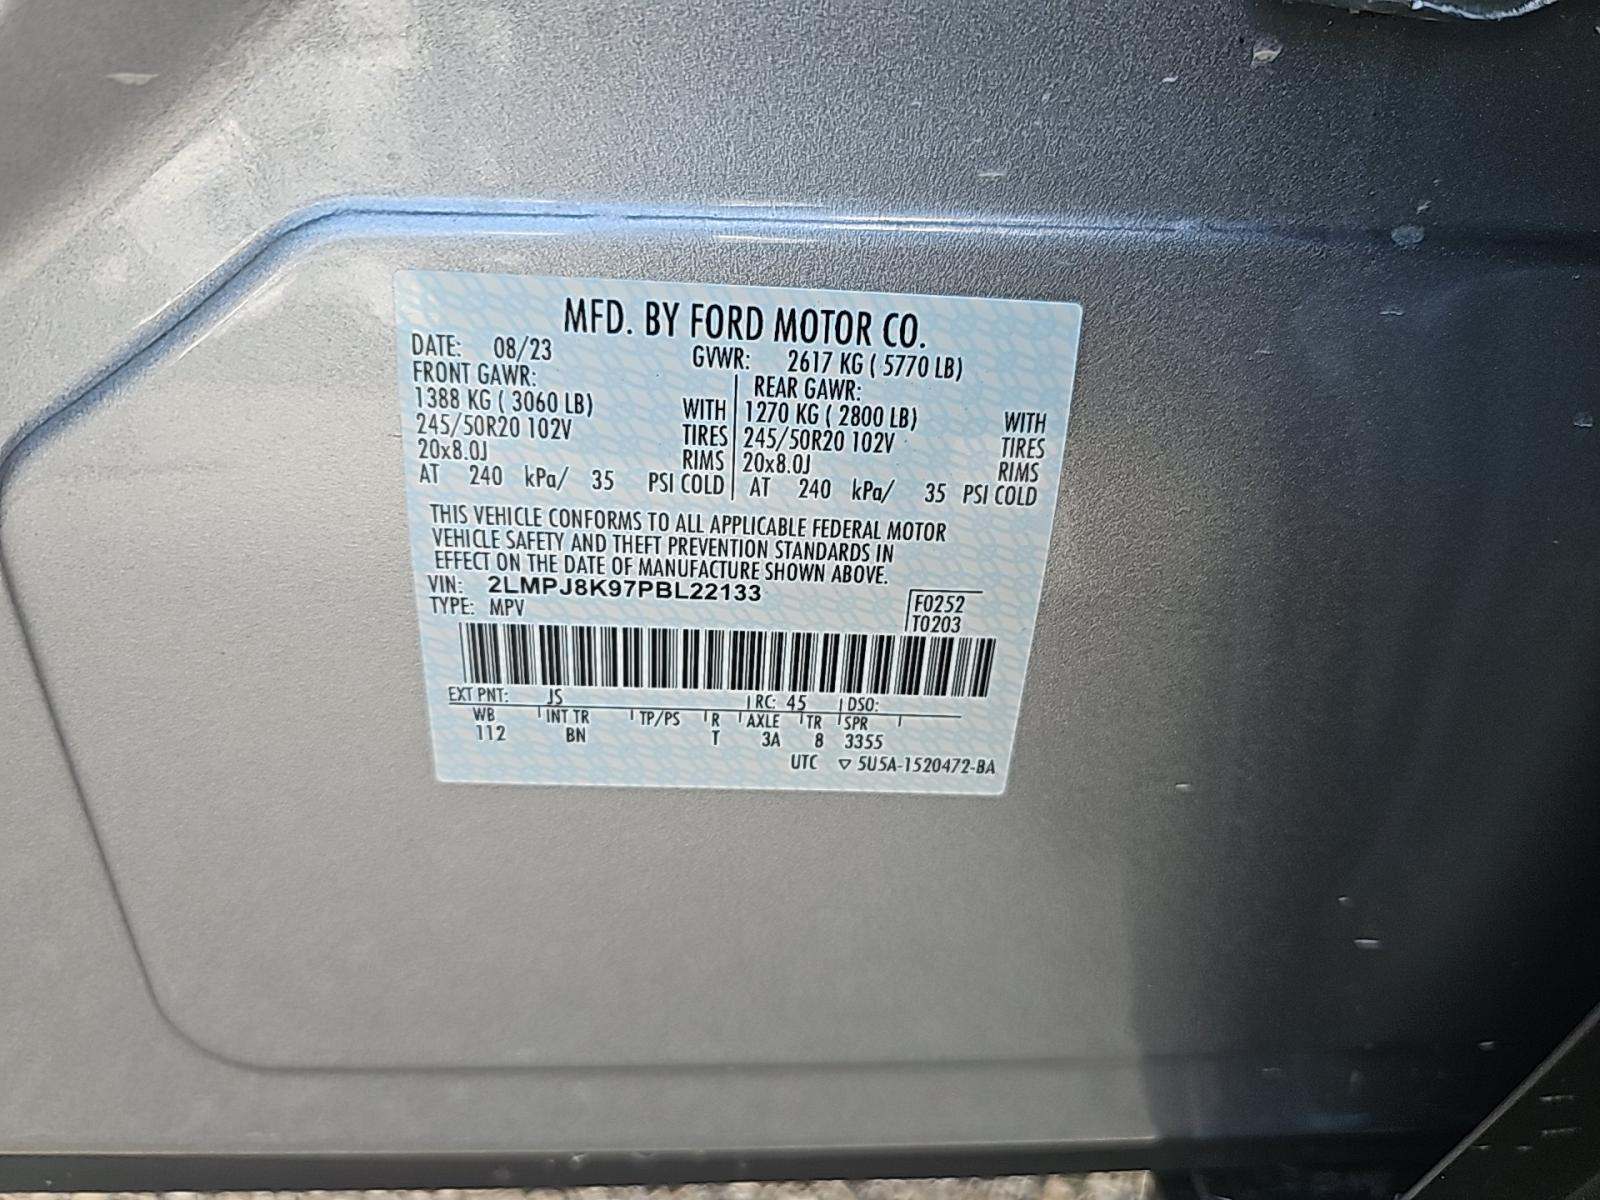 MFD. BY FORD MOTOR CO.
DATE: 08/23 GVWR: 2617 KG ( 5770 LB)
FRONT GAWR: REAR GAWR:
1388 KG ( 3060 LB) WITH 1270 KG ( 2800 LB) WITH
245/50R20 102V TIRES 245/50R20 102V TIRES
20x8.0J RIMS 20x8.0J RIMS
AT 240 kPa/ 35 PSI COLD AT 240 kPa/ 35 PSI COLD
THIS VEHICLE CONFORMS TO ALL APPLICABLE FEDERAL MOTOR
VEHICLE SAFETY AND THEFT PREVENTION STANDARDS IN
EFFECT ON THE DATE OF MANUFACTURE SHOWN ABOVE.
VIN: 2LMPJ8K97PBL22133
TYPE: MPV
F0252
T0203
EXT PNT: JS RC: 45 DSO:
WB INT TR TP/PS R AXLE TR SPR
112 BN T 3A 8 3355
UTC ▽ 5U5A-1520472-BA